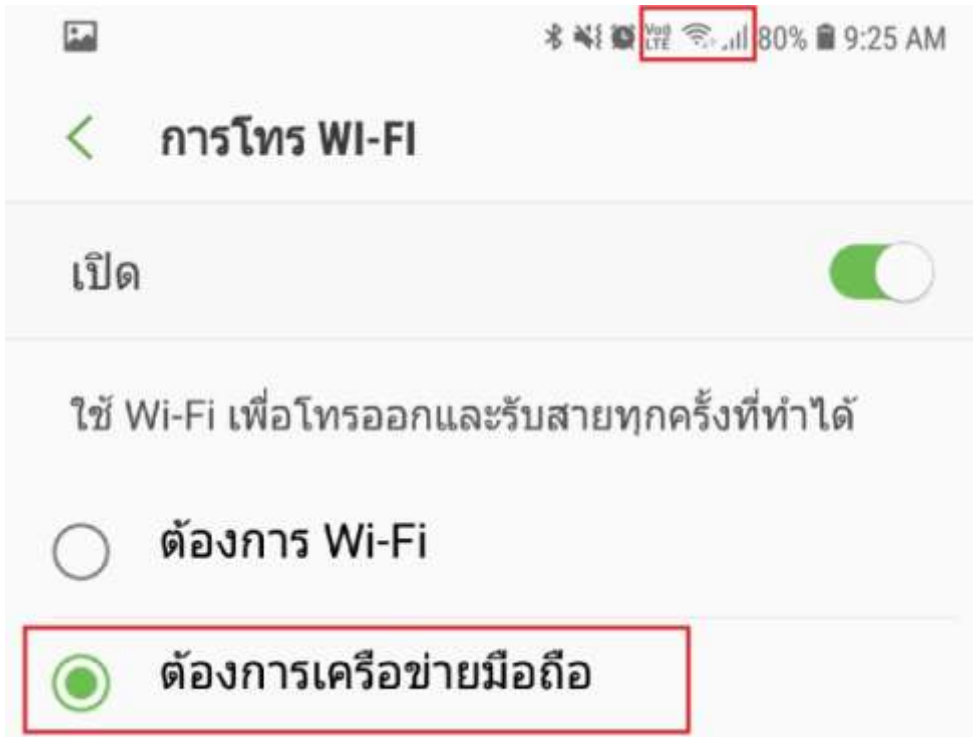 Vo) LTE 80% 9:25 AM
การโทร WI-FI
เปิด
ใช้ Wi-Fi เพื่อโทรออกและรับสายทุกครั้งที่ทำได้
ต้องการ Wi-Fi
ต้องการเครือข่ายมือถือ